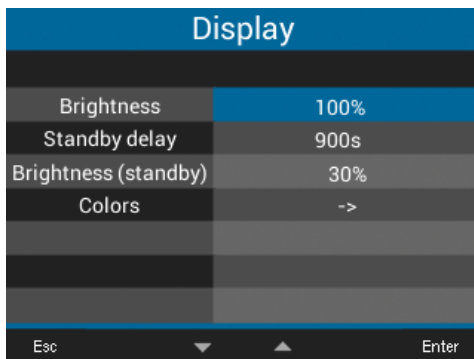 Display
Brightness 100%
Standby delay 900s
Brightness (standby) 30%
Colors ->
Esc Enter